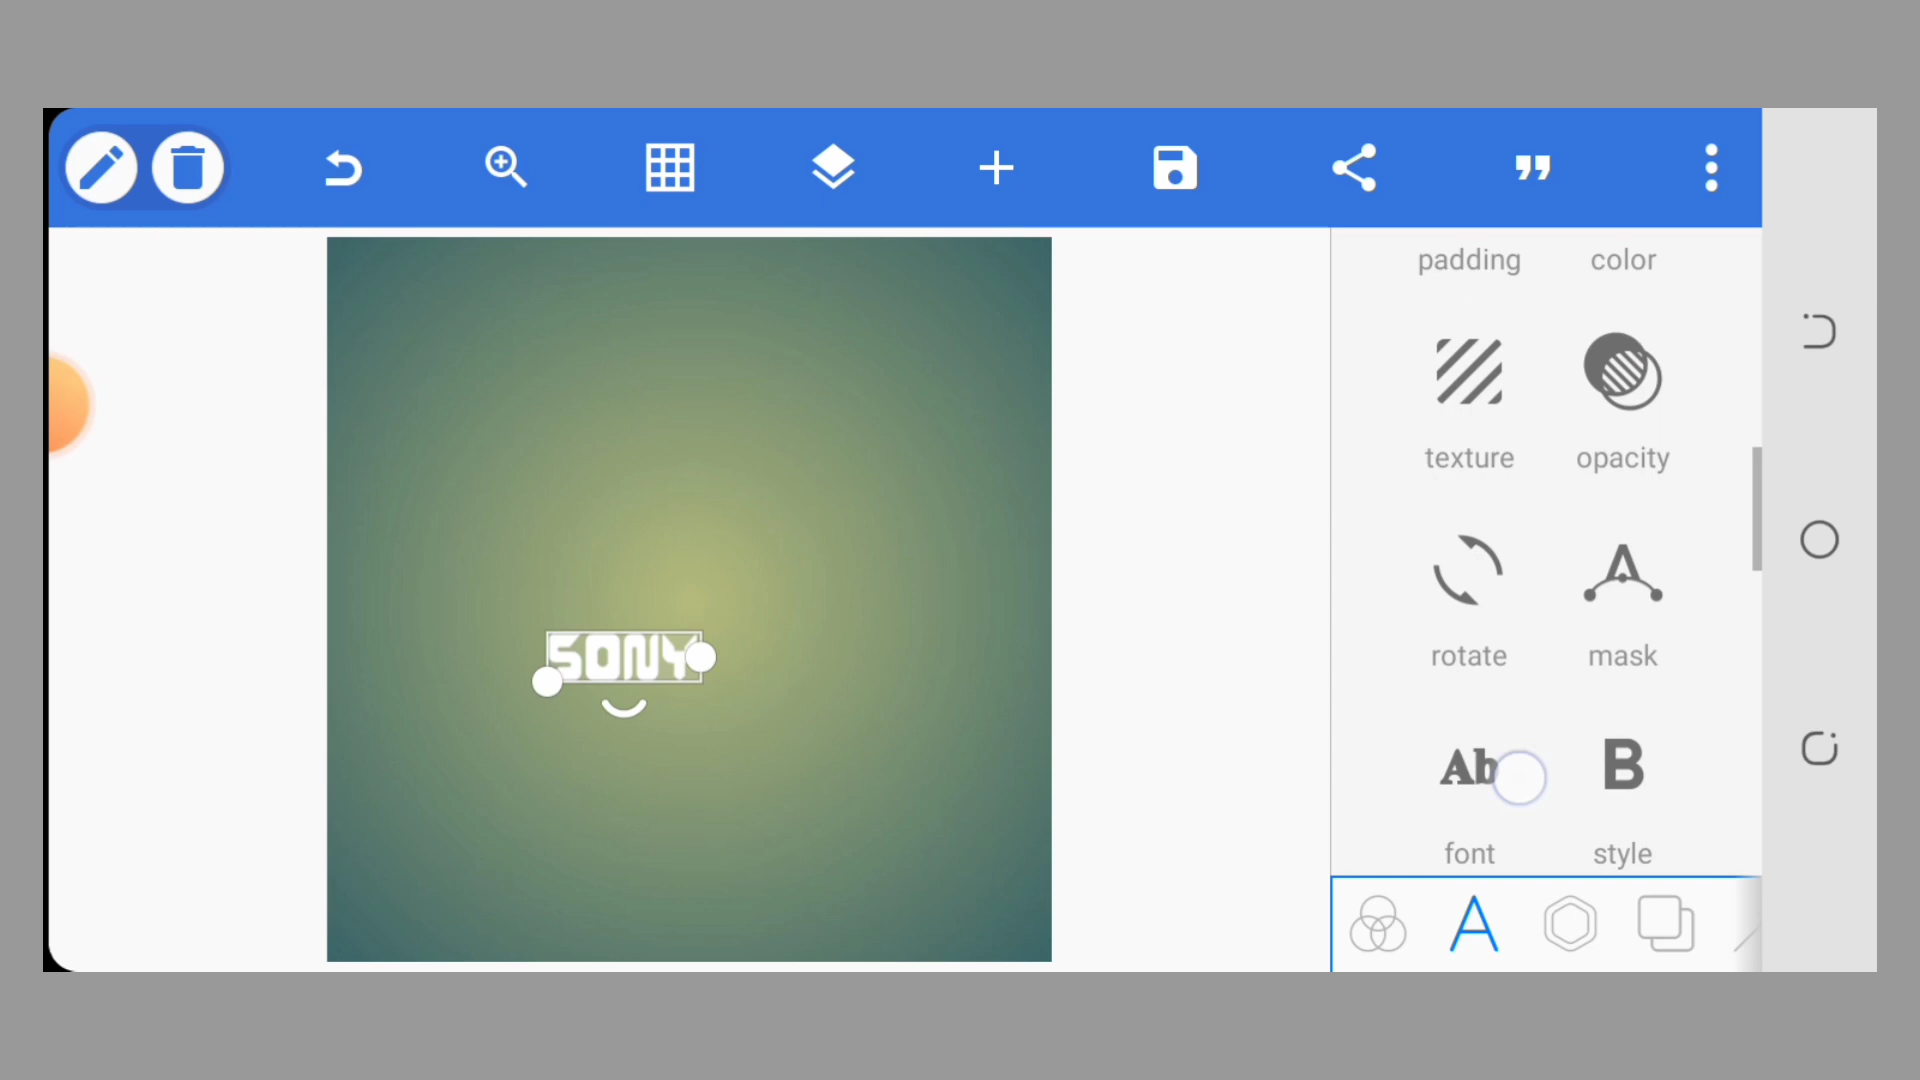 padding color
texture opacity
SONY
rotate mask
Ab B
font style
A